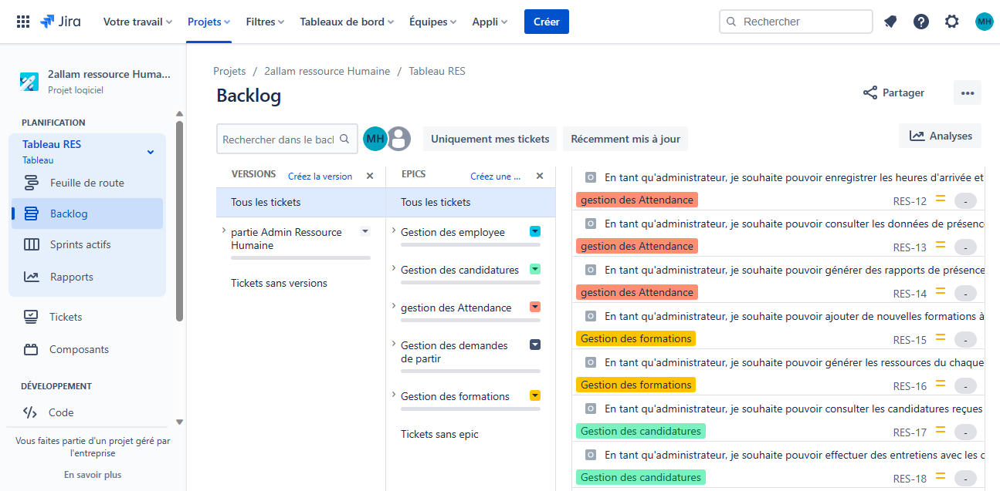 Jira
Votre travail
Projets
Filtres
Tableaux de bord
Équipes
Appli
Créer
Rechercher
MH
2allam ressource Huma...
Projet logiciel
PLANIFICATION
Tableau RES
Tableau
Feuille de route
Backlog
Sprints actifs
Rapports
Tickets
Composants
DÉVELOPPEMENT
Code
Vous faites partie d'un projet géré par
l'entreprise
En savoir plus
Projets / 2allam ressource Humaine / Tableau RES
Backlog
Partager
Rechercher dans le backl
MH
Uniquement mes tickets
Récemment mis à jour
Analyses
VERSIONS
Créez la version
Tous les tickets
partie Admin Ressource
Humaine
Tickets sans versions
EPICS
Créez une ...
Tous les tickets
Gestion des employee
Gestion des candidatures
gestion des Attendance
Gestion des demandes
de partir
Gestion des formations
Tickets sans epic
En tant qu'administrateur, je souhaite pouvoir enregistrer les heures d'arrivée et
gestion des Attendance
RES-12
-
En tant qu'administrateur, je souhaite pouvoir consulter les données de présence
gestion des Attendance
RES-13
-
En tant qu'administrateur, je souhaite pouvoir générer des rapports de présence
gestion des Attendance
RES-14
-
En tant qu'administrateur, je souhaite pouvoir ajouter de nouvelles formations à
Gestion des formations
RES-15
-
En tant qu'administrateur, je souhaite pouvoir générer les ressources du chaque
Gestion des formations
RES-16
-
En tant qu'administrateur, je souhaite pouvoir consulter les candidatures reçues
Gestion des candidatures
RES-17
-
En tant qu'administrateur, je souhaite pouvoir effectuer des entretiens avec les c
Gestion des candidatures
RES-18
-